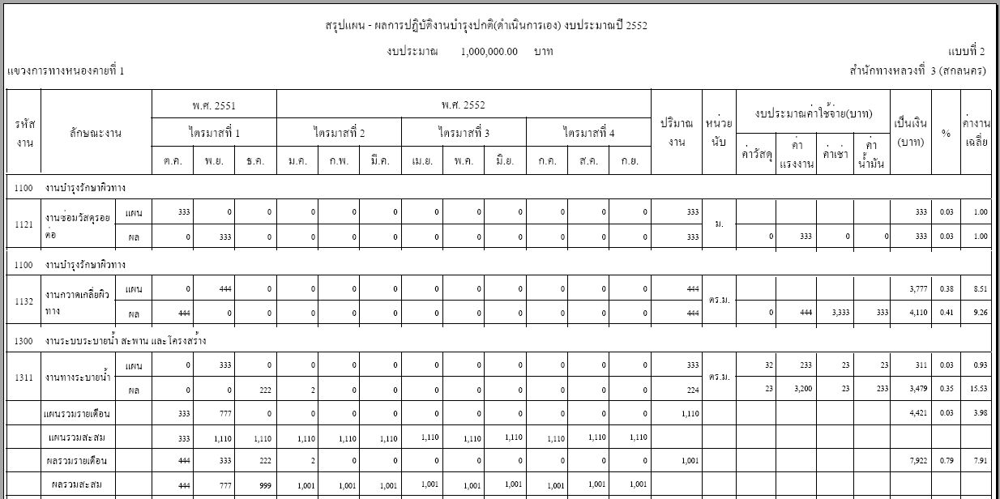 สรุปแผน - ผลการปฏิบัติงานบำรุงปกติ(ดำเนินการเอง) งบประมาณปี 2552
งบประมาณ 1,000,000.00 บาท
แบบที่ 2
แขวงการทางหนองคายที่ 1 สำนักทางหลวงที่ 3 (สกลนคร)
รหัสงาน ลักษณะงาน พ.ศ. 2551 พ.ศ. 2552 ปริมาณงาน หน่วยนับ งบประมาณค่าใช้จ่าย(บาท) เป็นเงิน (บาท) % ค่างานเฉลี่ย
ไตรมาสที่ 1 ไตรมาสที่ 2 ไตรมาสที่ 3 ไตรมาสที่ 4
ต.ค. พ.ย. ธ.ค. ม.ค. ก.พ. มี.ค. เม.ย. พ.ค. มิ.ย. ก.ค. ส.ค. ก.ย. ค่าวัสดุ ค่าแรงงาน ค่าเช่า ค่าน้ำมัน
1100 งานบำรุงรักษาผิวทาง
1121 งานซ่อมวัสดุรอยต่อ แผน 333 0 0 0 0 0 0 0 0 0 0 0 333 ม. 333 0.03 1.00
ผล 0 333 0 0 0 0 0 0 0 0 0 0 333 0 333 0 0 333 0.03 1.00
1100 งานบำรุงรักษาผิวทาง
1132 งานกวาดเกลี่ยผิวทาง แผน 0 444 0 0 0 0 0 0 0 0 0 0 444 ตร.ม. 3,777 0.38 8.51
ผล 444 0 0 0 0 0 0 0 0 0 0 0 444 0 444 3,333 333 4,110 0.41 9.26
1300 งานระบบระบายน้ำ สะพาน และโครงสร้าง
1311 งานทางระบายน้ำ แผน 0 333 0 0 0 0 0 0 0 0 0 0 333 ตร.ม. 32 233 23 23 311 0.03 0.93
ผล 0 0 222 2 0 0 0 0 0 0 0 0 224 23 3,200 23 233 3,479 0.35 15.53
แผนรวมรายเดือน 333 777 0 0 0 0 0 0 0 0 0 0 1,110 4,421 0.03 3.98
แผนรวมสะสม 333 1,110 1,110 1,110 1,110 1,110 1,110 1,110 1,110 1,110 1,110 1,110
ผลรวมรายเดือน 444 333 222 2 0 0 0 0 0 0 0 0 1,001 7,922 0.79 7.91
ผลรวมสะสม 444 777 999 1,001 1,001 1,001 1,001 1,001 1,001 1,001 1,001 1,001